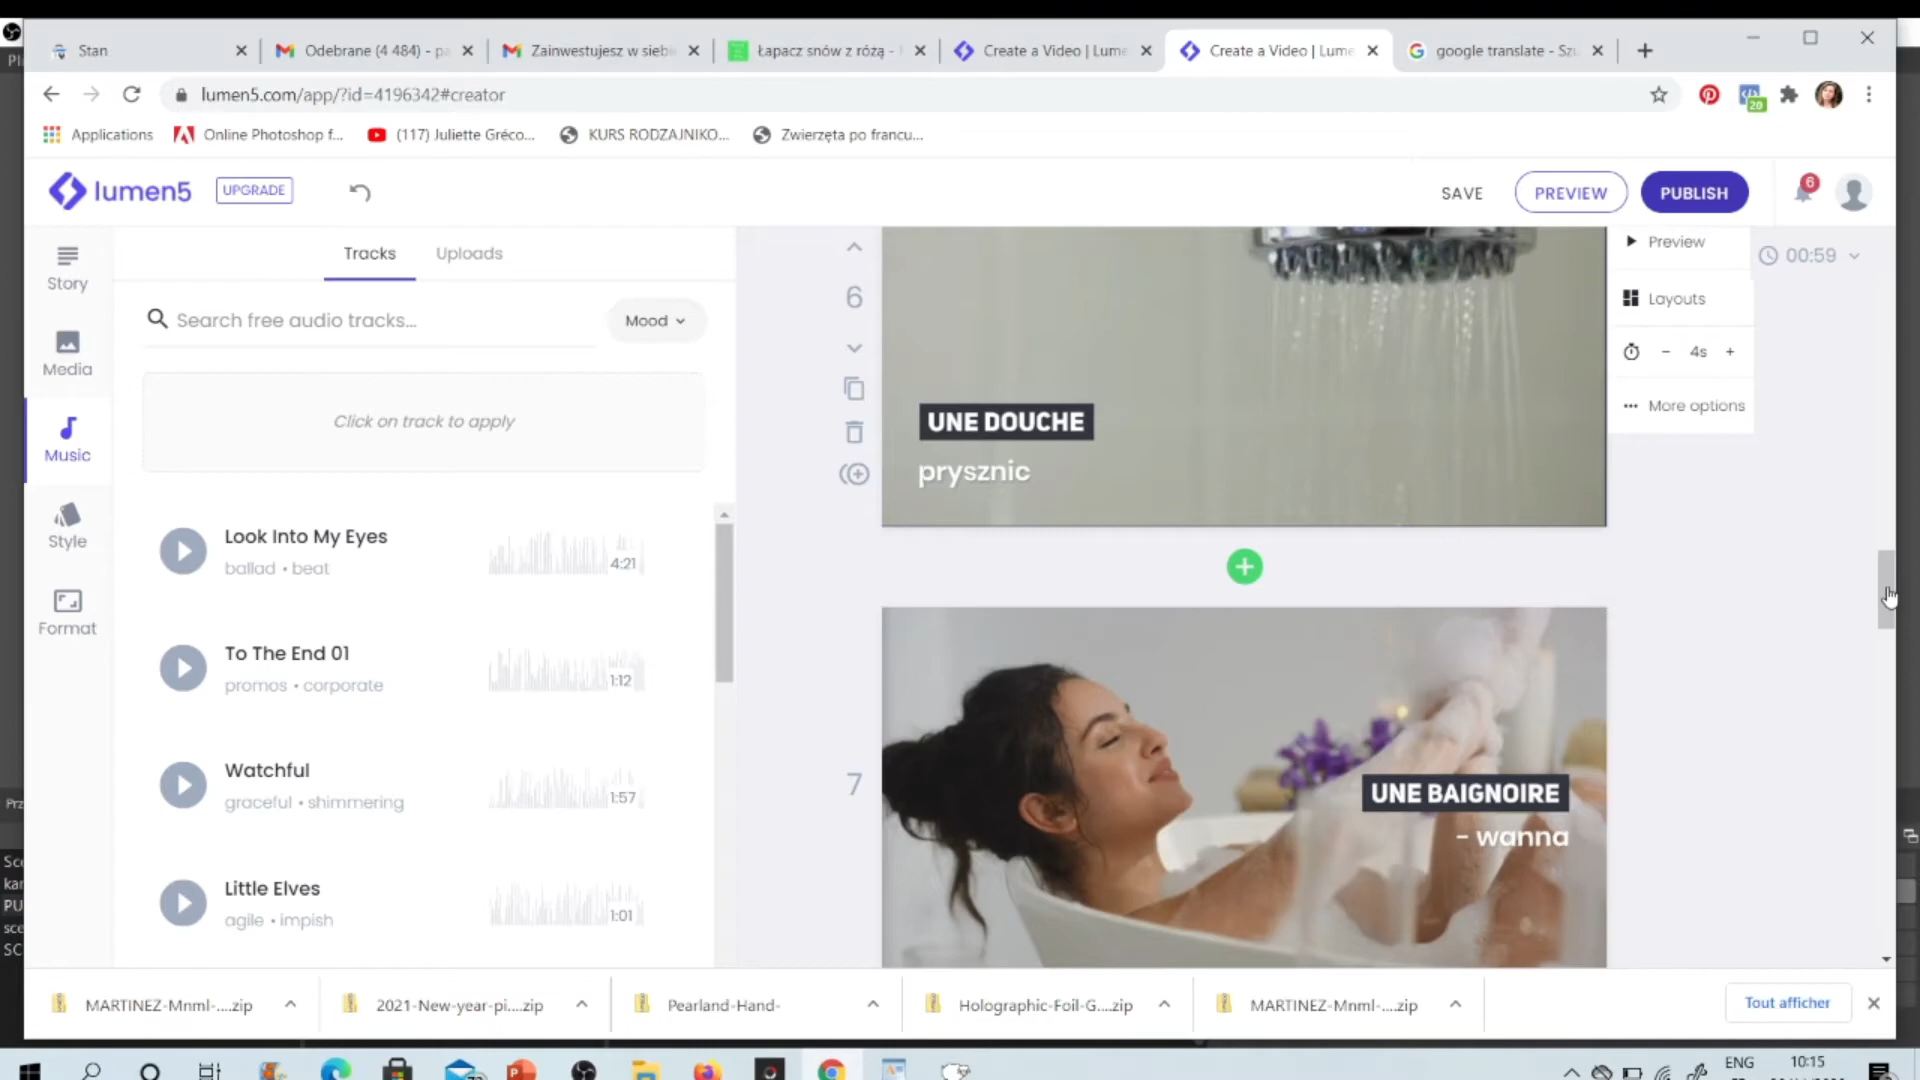 Stan
Odebrane (4 484) - pa
Zainwestujesz w siebi
Łapacz snów z różą -
Create a Video | Lume
Create a Video | Lume
google translate - Szu
lumen5.com/app/?id=4196342#creator
20
Applications
Online Photoshop f...
(117) Juliette Gréco...
KURS RODZAJNIKO...
Zwierzęta po francu...
lumen5
UPGRADE
SAVE
PREVIEW
PUBLISH
6
Story
Media
Music
Style
Format
Tracks
Uploads
Search free audio tracks...
Mood
Click on track to apply
Look Into My Eyes
ballad • beat
4:21
To The End 01
promos • corporate
1:12
Watchful
graceful • shimmering
1:57
Little Elves
agile • impish
1:01
6
UNE DOUCHE
prysznic
Preview
00:59
Layouts
- 4s +
More options
7
UNE BAIGNOIRE
- wanna
MARTINEZ-Mnml-....zip
2021-New-year-pi....zip
Pearland-Hand-
Holographic-Foil-G....zip
MARTINEZ-Mnml-....zip
Tout afficher
ENG
10:15